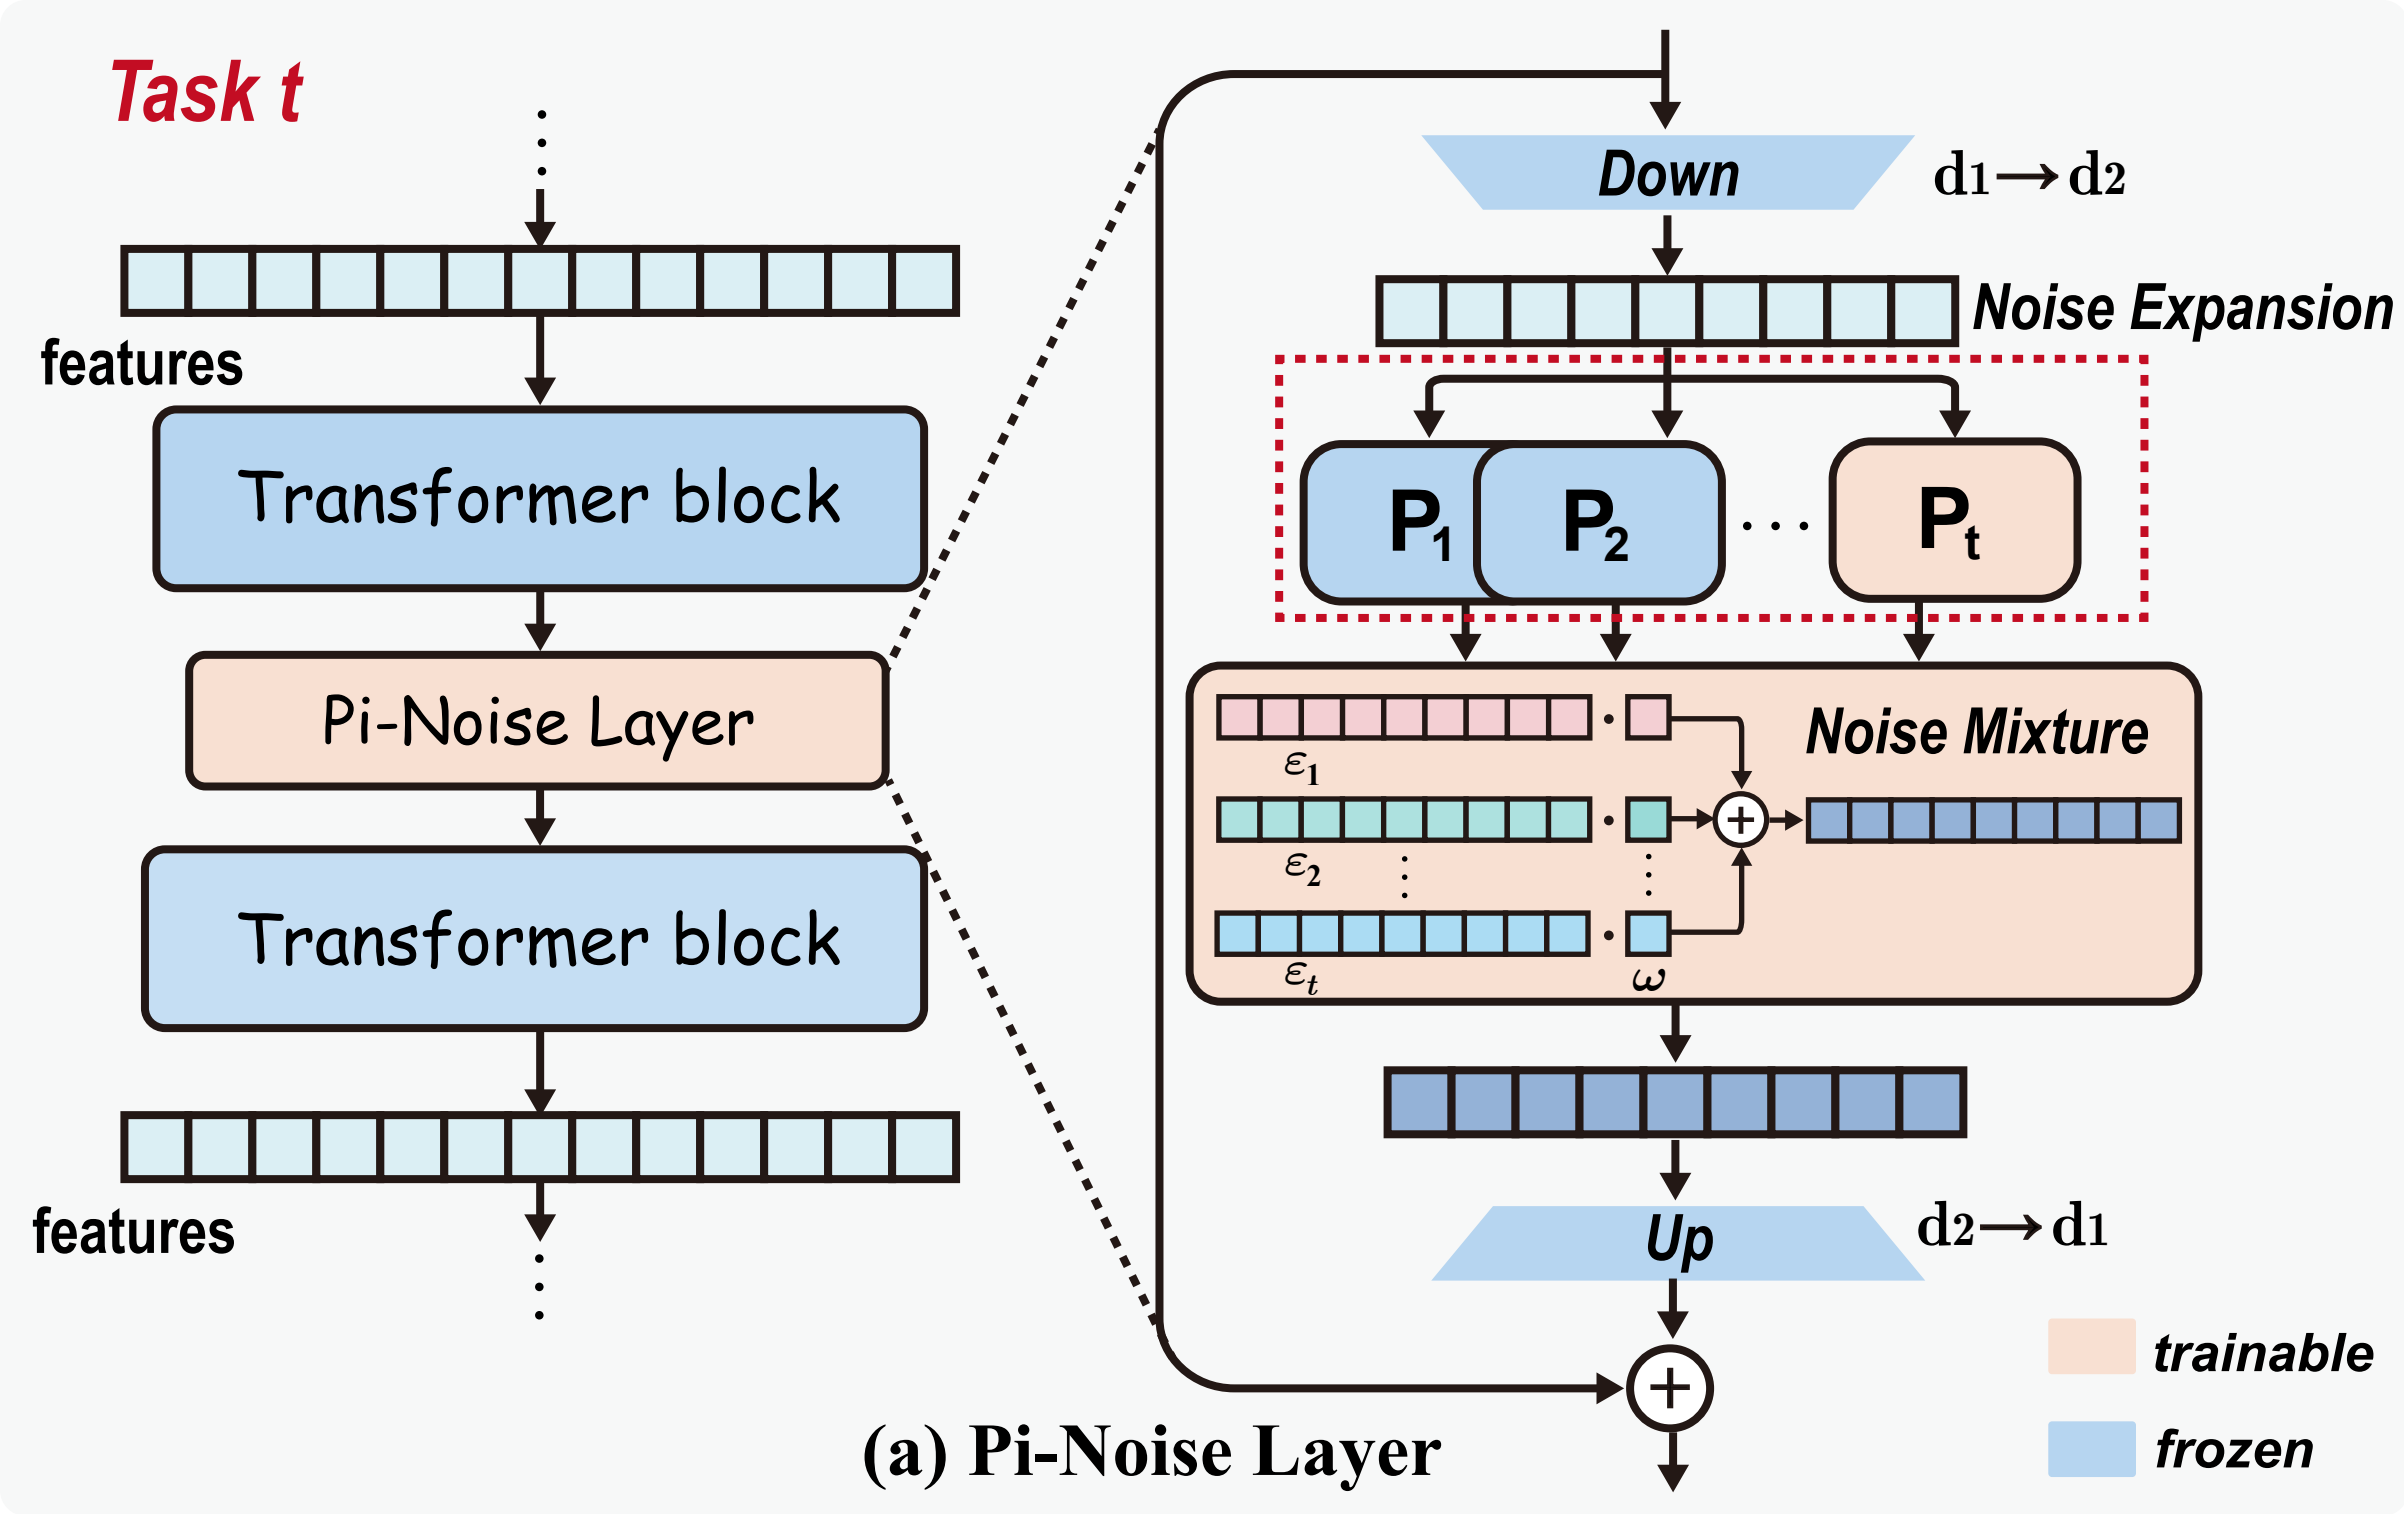 Task t
features
Transformer block
Pi-Noise Layer
Transformer block
features
Down
d1→d2
Noise Expansion
P1
P2
...
Pt
Noise Mixture
ε1
ε2
εt
ω
Up
d2→d1
trainable
frozen
(a) Pi-Noise Layer